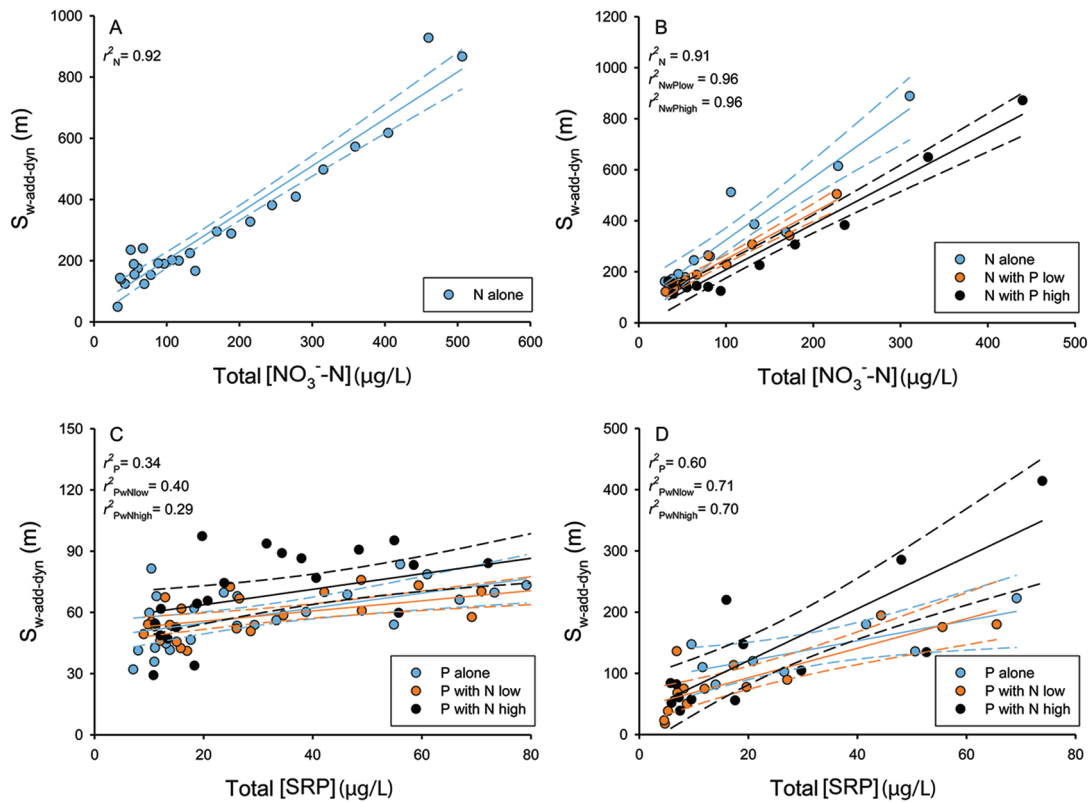 A
r²N = 0.92
1000
800
600
400
200
0
Sw-add-dyn (m)
N alone
0 100 200 300 400 500 600
Total [NO3⁻-N] (µg/L)
B
r²N = 0.91
r²NwPlow = 0.96
r²NwPhigh = 0.96
1200
1000
800
600
400
200
0
Sw-add-dyn (m)
N alone
N with P low
N with P high
0 100 200 300 400 500
Total [NO3⁻-N] (µg/L)
C
r²P = 0.34
r²PwNlow = 0.40
r²PwNhigh = 0.29
150
120
90
60
30
0
Sw-add-dyn (m)
P alone
P with N low
P with N high
0 20 40 60 80
Total [SRP] (µg/L)
D
r²P = 0.60
r²PwNlow = 0.71
r²PwNhigh = 0.70
500
400
300
200
100
0
Sw-add-dyn (m)
P alone
P with N low
P with N high
0 20 40 60 80
Total [SRP] (µg/L)